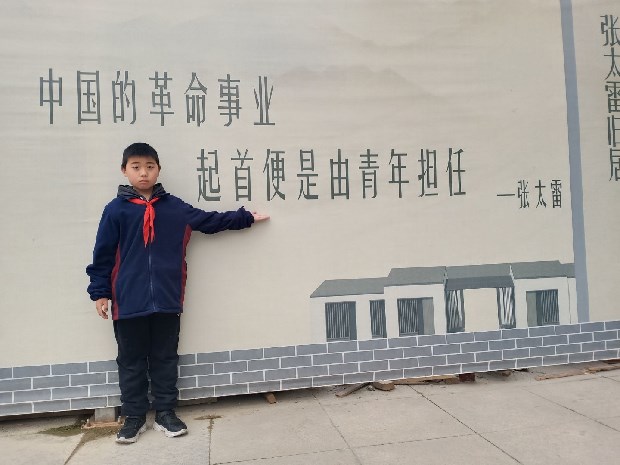 中国的革命事业
起首便是由青年担任
—张太雷
张太雷旧居